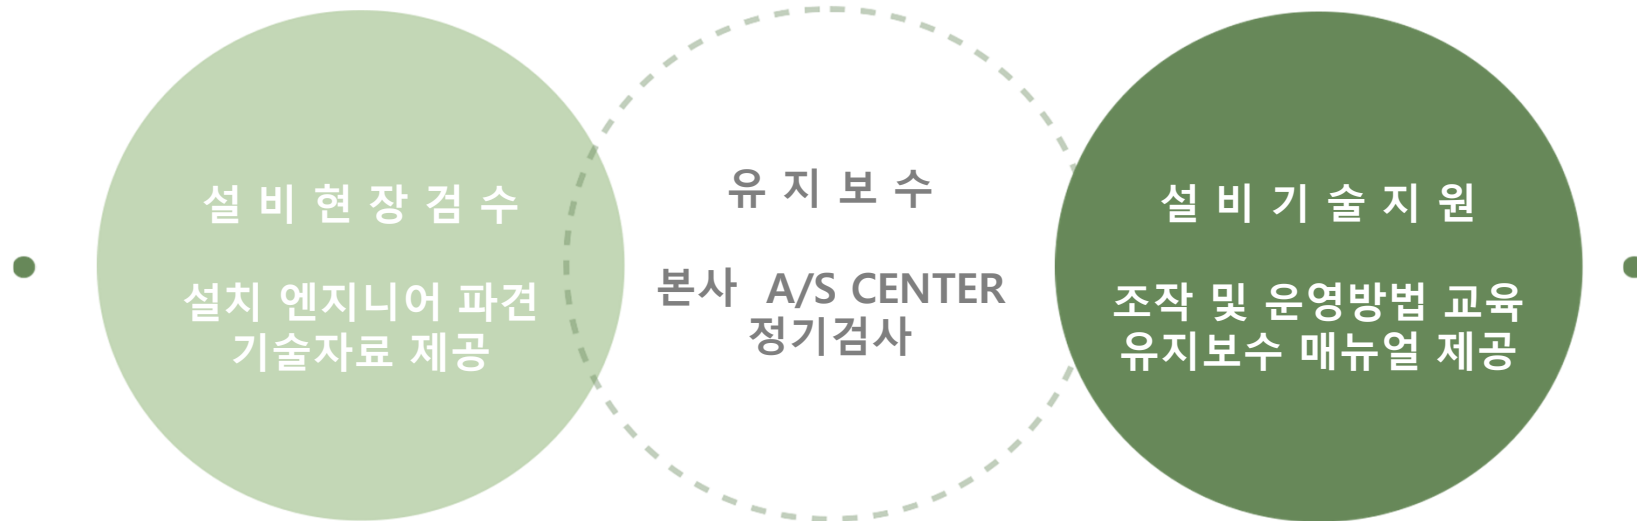 설 비 현 장 검 수
설치 엔지니어 파견
기술자료 제공
유 지 보 수
본사 A/S CENTER
정기검사
설 비 기 술 지 원
조작 및 운영방법 교육
유지보수 매뉴얼 제공